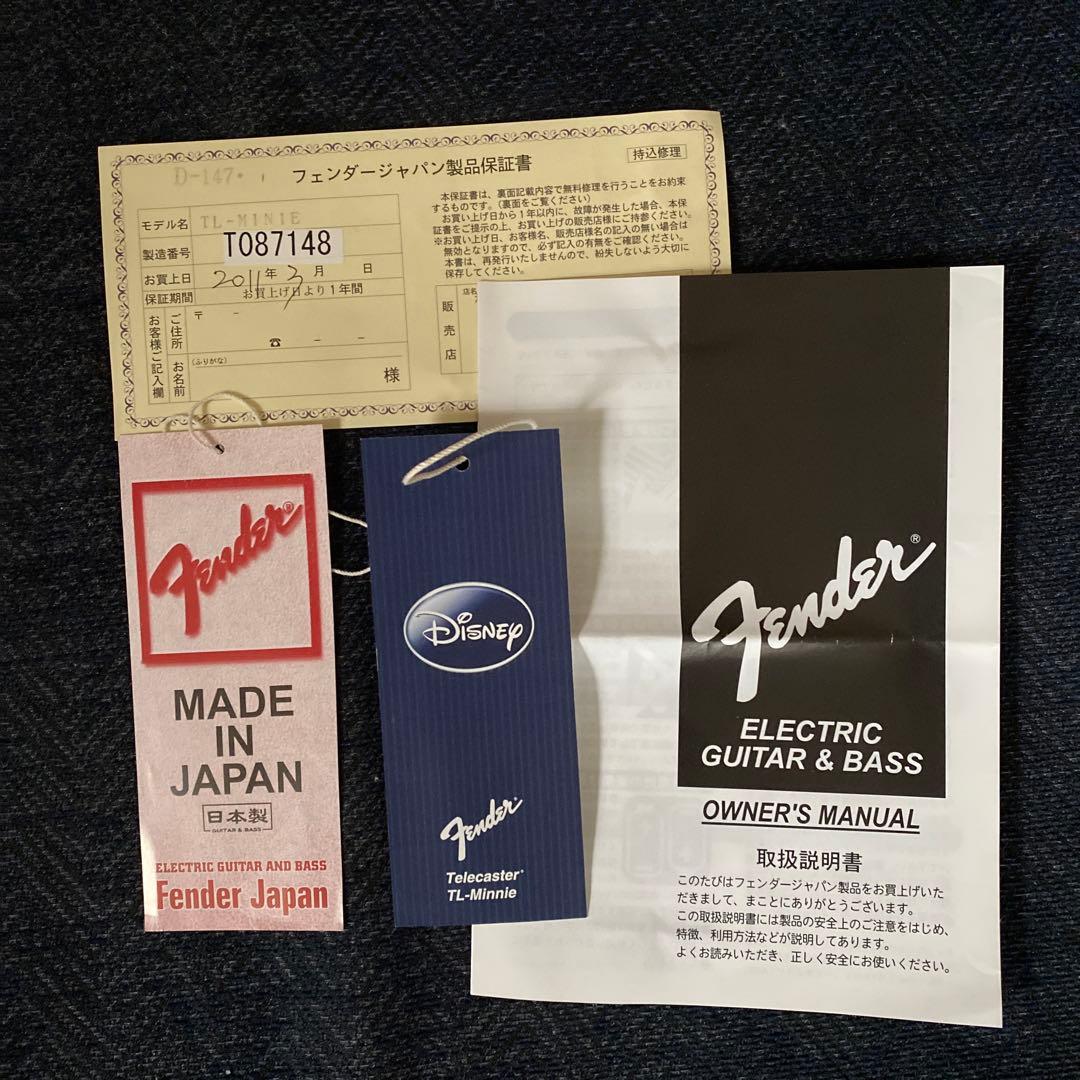 D-147
フェンダージャパン製品保証書
持込修理
モデル名 TL-MINIE
製造番号 T087148
お買上日 2011年 3月 日
保証期間 お買上げ日より1年間
お客様ご記入欄
ご住所 〒 - ☎ - -
お名前 (ふりがな) 様
本保証書は、裏面記載内容で無料修理を行うことをお約束
するものです。(裏面をご覧ください)
お買い上げ日から1年以内に、故障が発生した場合、本保
証書をご提示の上、お買い上げの販売店様にご持参ください。
※お買い上げ日、お客様名、販売店様名の記入の無い場合は
無効となりますので、必ず記入の有無をご確認ください。
本書は、再発行いたしませんので、紛失しないよう大切に
保存してください。
販売店
店名
Fender®
MADE
IN
JAPAN
日本製
GUITAR & BASS
ELECTRIC GUITAR AND BASS
Fender Japan
DISNEY
Fender®
Telecaster®
TL-Minnie
Fender®
ELECTRIC
GUITAR & BASS
OWNER'S MANUAL
取扱説明書
このたびはフェンダージャパン製品をお買上げいた
だきまして、まことにありがとうございます。
この取扱説明書には製品の安全上のご注意をはじめ、
特徴、利用方法などが説明してあります。
よくお読みいただき、正しく安全にお使いください。